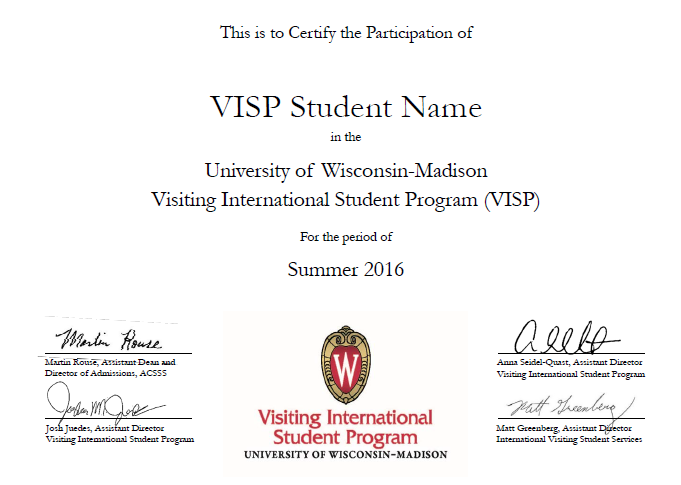 This is to Certify the Participation of
VISP Student Name
in the
University of Wisconsin-Madison
Visiting International Student Program (VISP)
For the period of
Summer 2016
Martin Rouse
Martin Rouse, Assistant Dean and
Director of Admissions, ACSSS
Josh Juedes, Assistant Director
Visiting International Student Program
W
Visiting International
Student Program
UNIVERSITY OF WISCONSIN–MADISON
Anna Seidel-Quast, Assistant Director
Visiting International Student Program
Matt Greenberg
Matt Greenberg, Assistant Director
International Visiting Student Services